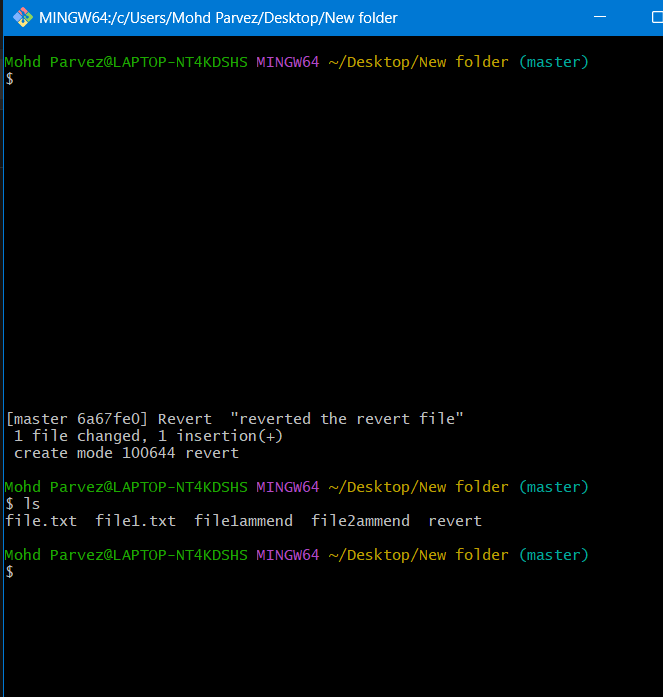 MINGW64:/c/Users/Mohd Parvez/Desktop/New folder
Mohd Parvez@LAPTOP-NT4KDSHS MINGW64 ~/Desktop/New folder (master)
$
[master 6a67fe0] Revert  "reverted the revert file"
 1 file changed, 1 insertion(+)
 create mode 100644 revert
Mohd Parvez@LAPTOP-NT4KDSHS MINGW64 ~/Desktop/New folder (master)
$ ls
file.txt  file1.txt  file1ammend  file2ammend  revert
Mohd Parvez@LAPTOP-NT4KDSHS MINGW64 ~/Desktop/New folder (master)
$